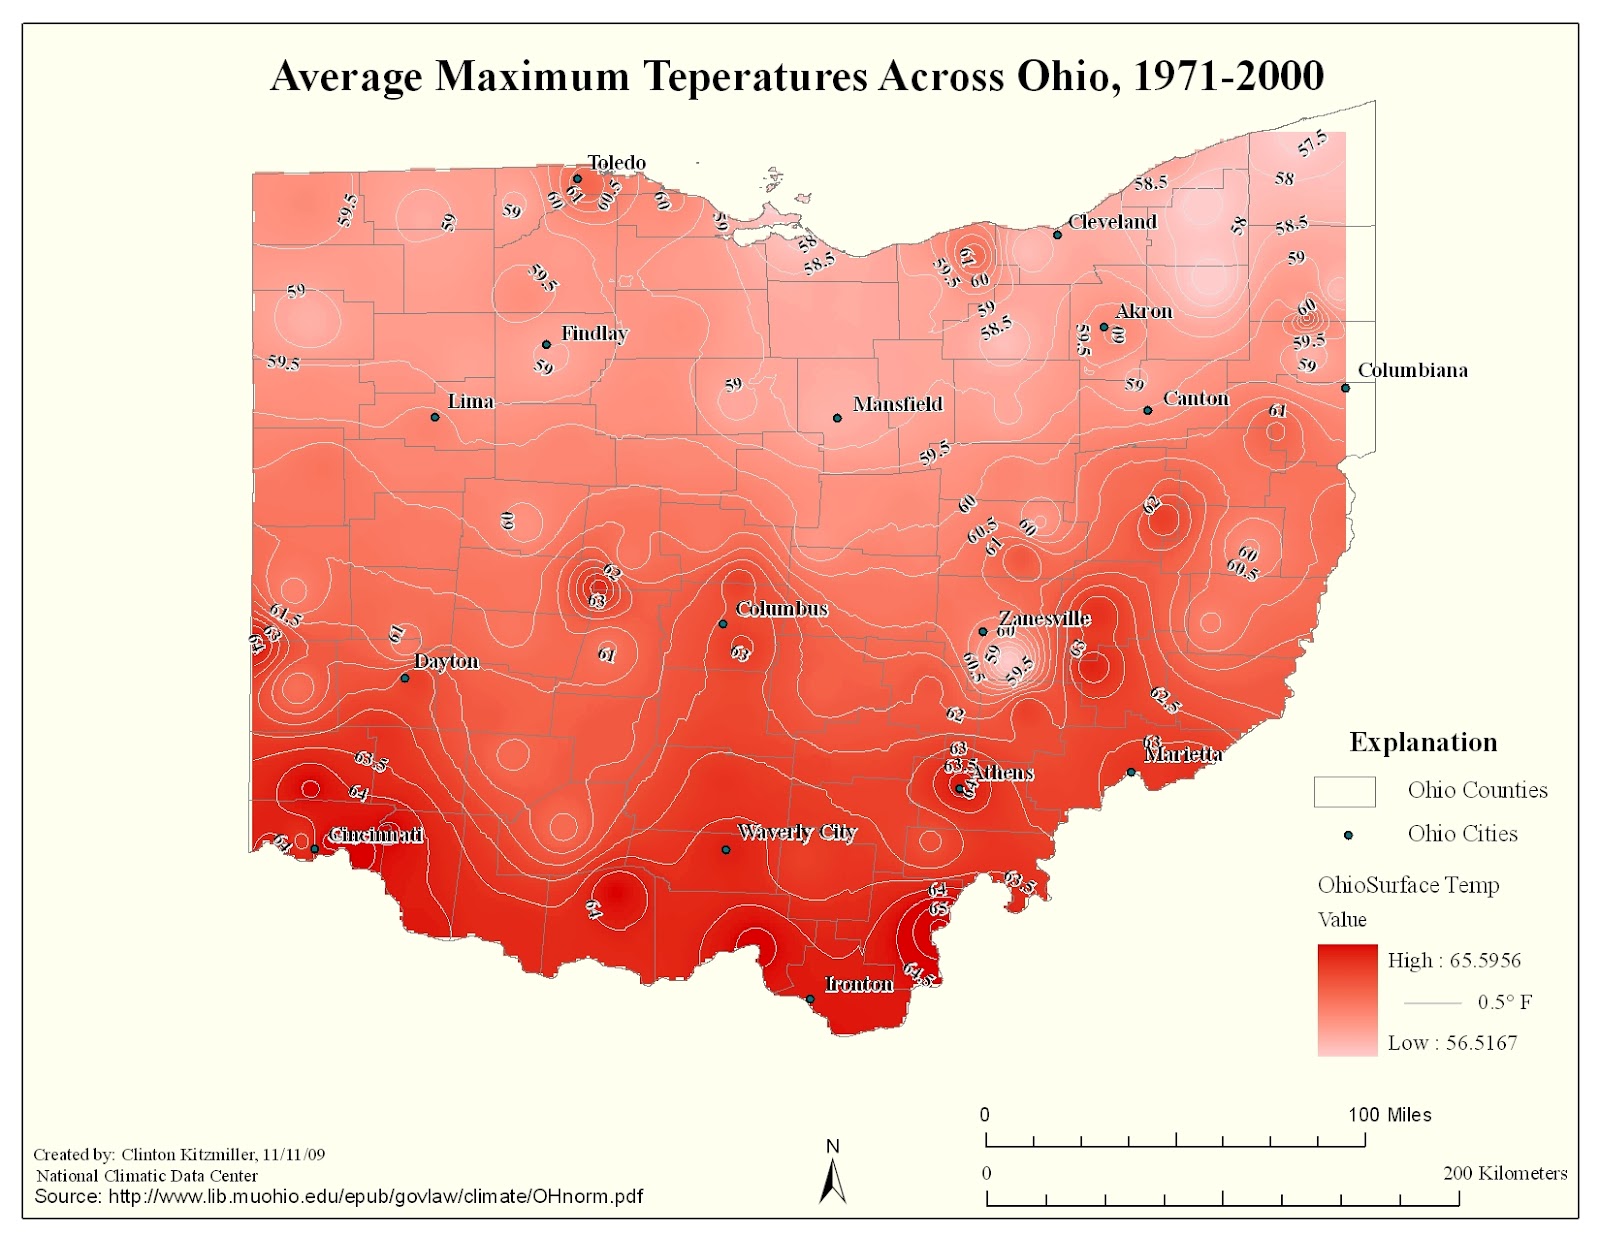 Average Maximum Teperatures Across Ohio, 1971-2000
57.5
Toledo
58.5
58
59.5
59
59
60
61
60.5
60
59
Cleveland
58
58.5
58
58.5
59.5
61
60
59
59
59.5
60
59
58.5
Akron
59.5
60
59.5
Findlay
59.5
59
59
Columbiana
59
59
Lima
Mansfield
Canton
61
59.5
60
60
62
60.5
60
61
60
60.5
62
63
61.5
63
Columbus
Zanesville
60
61
61
63
59
60.5
59.5
63
Dayton
62.5
62
63
Marietta
63
63.5
Athens
64
63.5
64
Cincinnati
64
Waverly City
64
64
65
63.5
64.5
Ironton
Explanation
Ohio Counties
Ohio Cities
OhioSurface Temp
Value
High : 65.5956
0.5° F
Low : 56.5167
0 100 Miles
0 200 Kilometers
N
Created by: Clinton Kitzmiller, 11/11/09
National Climatic Data Center
Source: http://www.lib.muohio.edu/epub/govlaw/climate/OHnorm.pdf